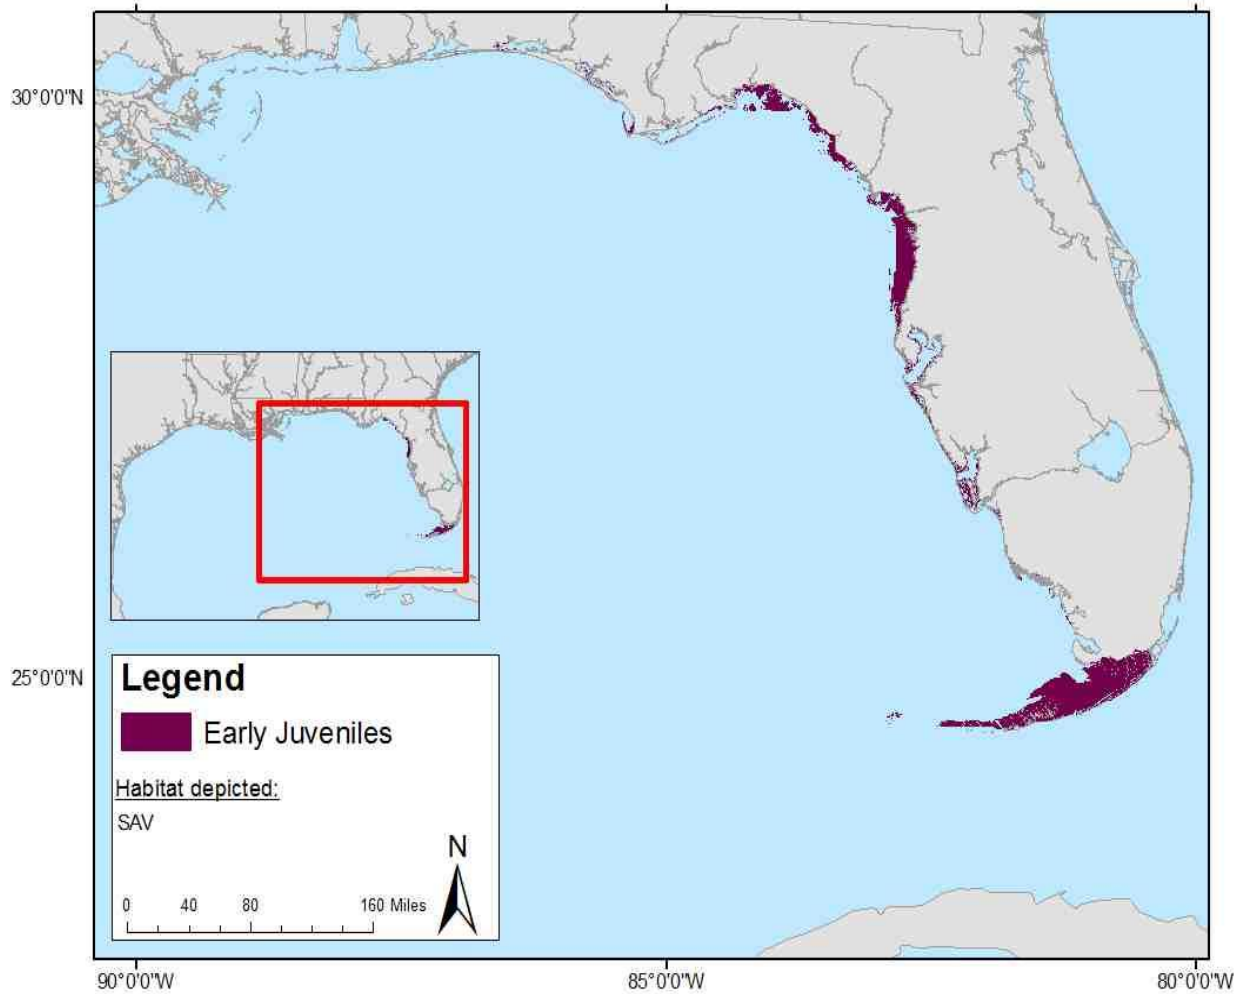 30°0'0"N
25°0'0"N
Legend
Early Juveniles
Habitat depicted:
SAV
N
0 40 80 160 Miles
90°0'0"W 85°0'0"W 80°0'0"W